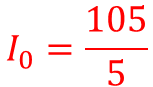 I₀ = 105/5